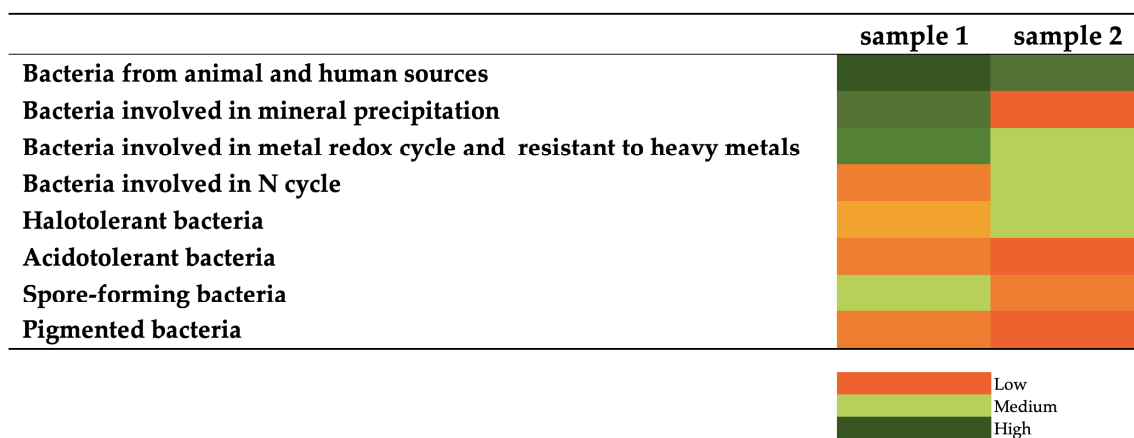 sample 1 sample 2
Bacteria from animal and human sources
Bacteria involved in mineral precipitation
Bacteria involved in metal redox cycle and resistant to heavy metals
Bacteria involved in N cycle
Halotolerant bacteria
Acidotolerant bacteria
Spore-forming bacteria
Pigmented bacteria
Low
Medium
High